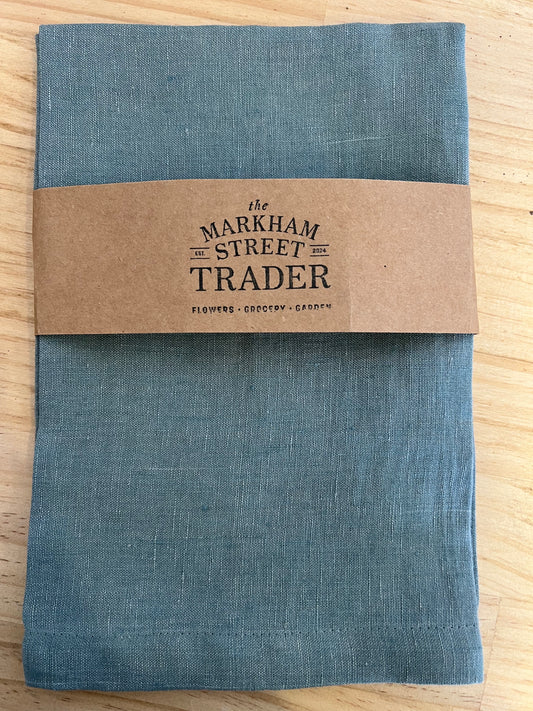 the
MARKHAM
STREET
EST. 2024
TRADER
FLOWERS · GROCERY · GARDEN